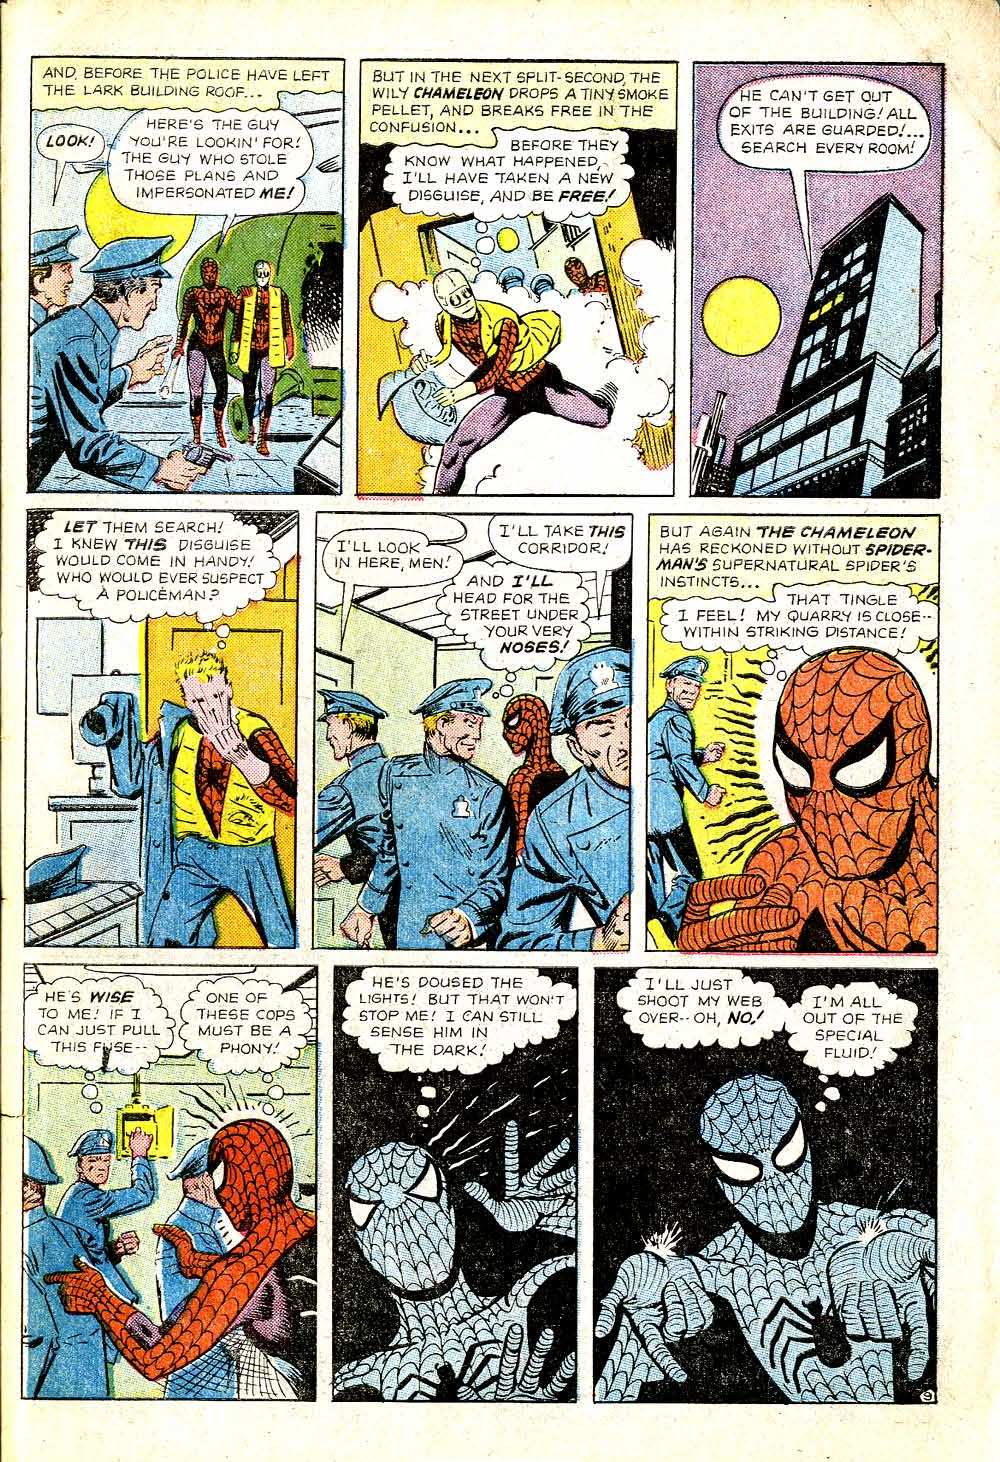 AND, BEFORE THE POLICE HAVE LEFT
THE LARK BUILDING ROOF...
LOOK!
HERE'S THE GUY
YOU'RE LOOKIN' FOR!
THE GUY WHO STOLE
THOSE PLANS AND
IMPERSONATED ME!
BUT IN THE NEXT SPLIT-SECOND, THE
WILY CHAMELEON DROPS A TINY SMOKE
PELLET, AND BREAKS FREE IN THE
CONFUSION...
BEFORE THEY
KNOW WHAT HAPPENED,
I'LL HAVE TAKEN A NEW
DISGUISE, AND BE FREE!
HE CAN'T GET OUT
OF THE BUILDING! ALL
EXITS ARE GUARDED!...
SEARCH EVERY ROOM!
LET THEM SEARCH!
I KNEW THIS DISGUISE
WOULD COME IN HANDY!
WHO WOULD EVER SUSPECT
A POLICEMAN?
I'LL LOOK
IN HERE, MEN!
I'LL TAKE THIS
CORRIDOR!
AND I'LL
HEAD FOR THE
STREET UNDER
YOUR VERY
NOSES!
BUT AGAIN THE CHAMELEON
HAS RECKONED WITHOUT SPIDER-
MAN'S SUPERNATURAL SPIDER'S
INSTINCTS...
THAT TINGLE
I FEEL! MY QUARRY IS CLOSE--
WITHIN STRIKING DISTANCE!
HE'S WISE
TO ME! IF I
CAN JUST PULL
THIS FUSE--
ONE OF
THESE COPS
MUST BE A
PHONY!
HE'S DOUSED THE
LIGHTS! BUT THAT WON'T
STOP ME! I CAN STILL
SENSE HIM IN
THE DARK!
I'LL JUST
SHOOT MY WEB
OVER-- OH, NO!
I'M ALL
OUT OF THE
SPECIAL
FLUID!
9